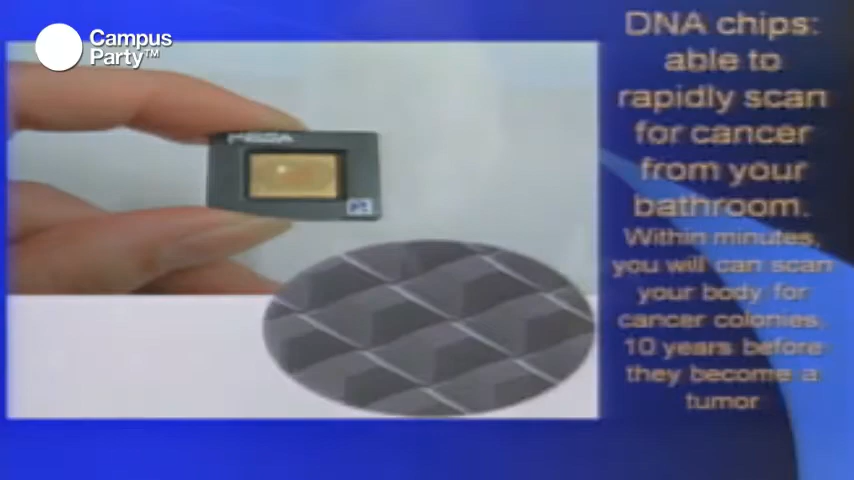 Campus
Party™
DNA chips:
able to
rapidly scan
for cancer
from your
bathroom.
Within minutes,
you will can scan
your body for
cancer colonies,
10 years before
they become a
tumor